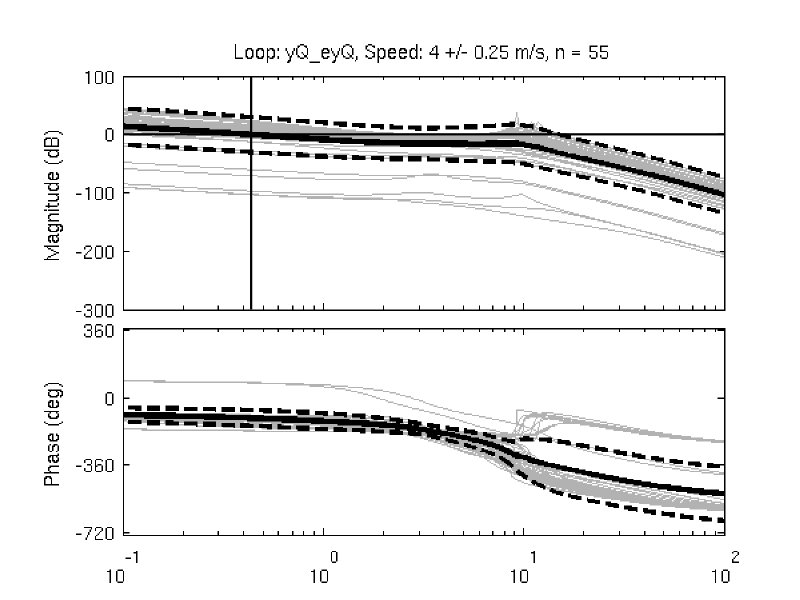 Loop: yQ_eyQ, Speed: 4 +/- 0.25 m/s, n = 55
100
0
-100
-200
-300
Magnitude (dB)
360
0
-360
-720
Phase (deg)
10^-1 10^0 10^1 10^2